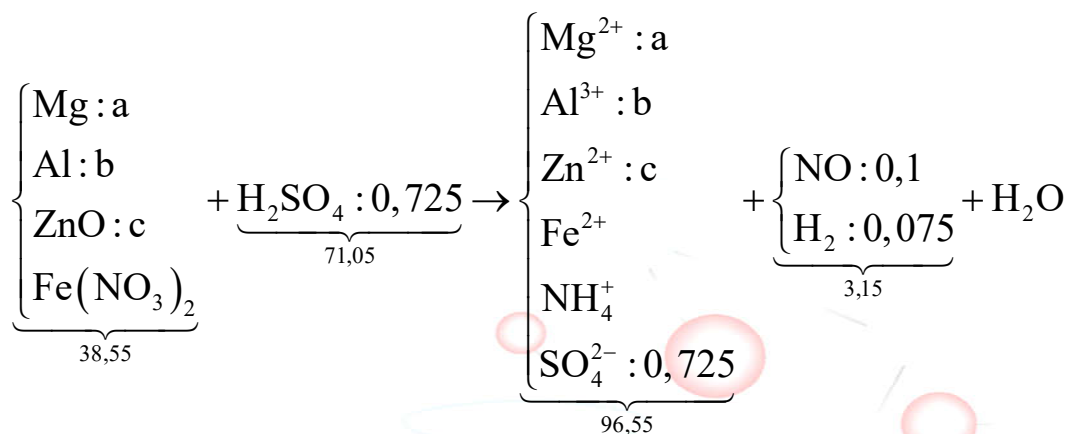 Mg : a
Al : b
ZnO : c
Fe(NO₃)₂
38,55
+ H₂SO₄ : 0,725 →
71,05
Mg²⁺ : a
Al³⁺ : b
Zn²⁺ : c
Fe²⁺
NH₄⁺
SO₄²⁻ : 0,725
96,55
+ NO : 0,1
H₂ : 0,075
3,15
+ H₂O